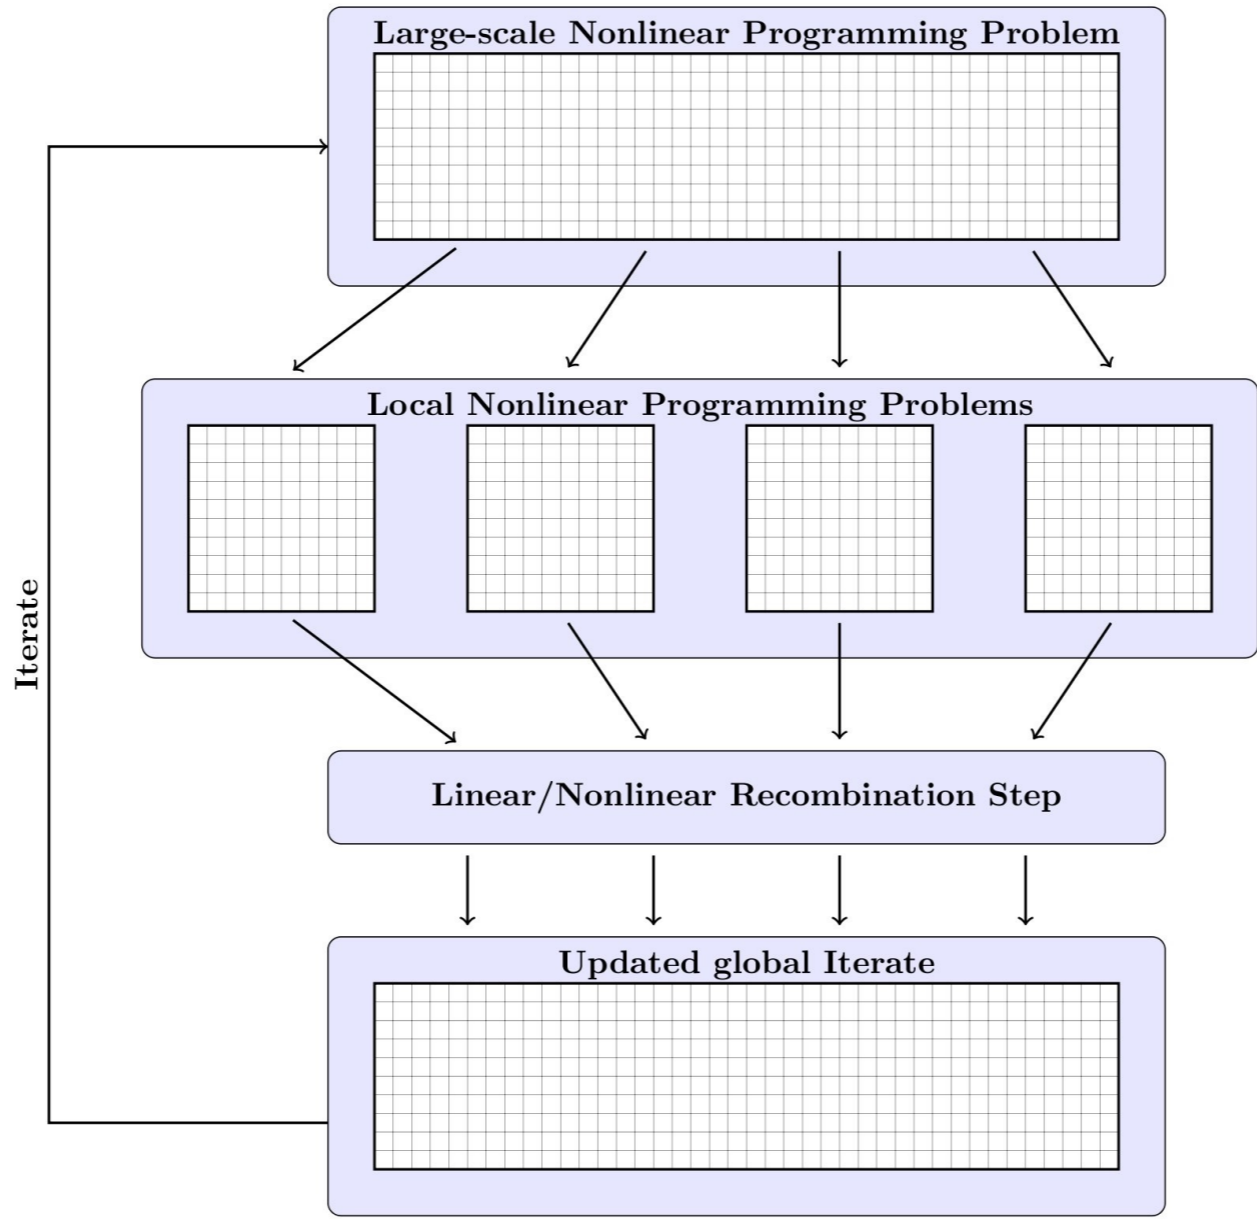 Large-scale Nonlinear Programming Problem
Local Nonlinear Programming Problems
Iterate
Linear/Nonlinear Recombination Step
Updated global Iterate